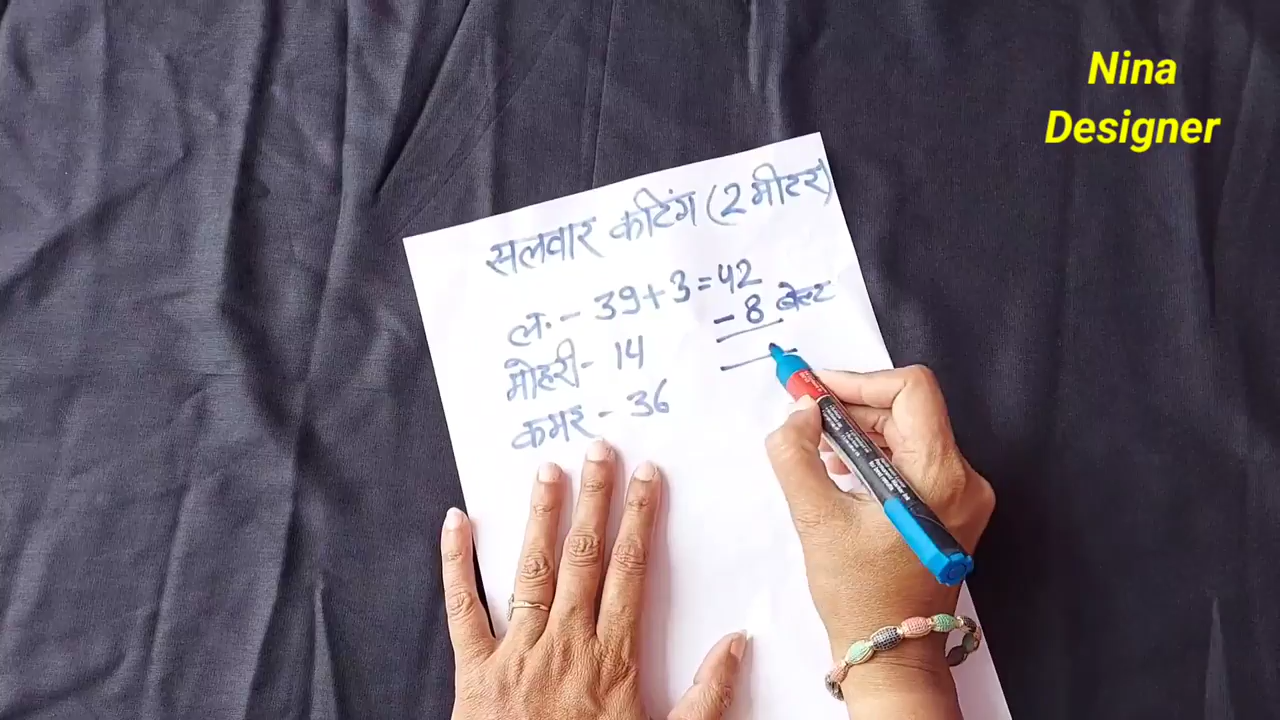 Nina
Designer
सलवार कटिंग (2 मीटर)
ल. - 39+3=42
- 8 बेल्ट
मोहरी - 14
कमर - 36